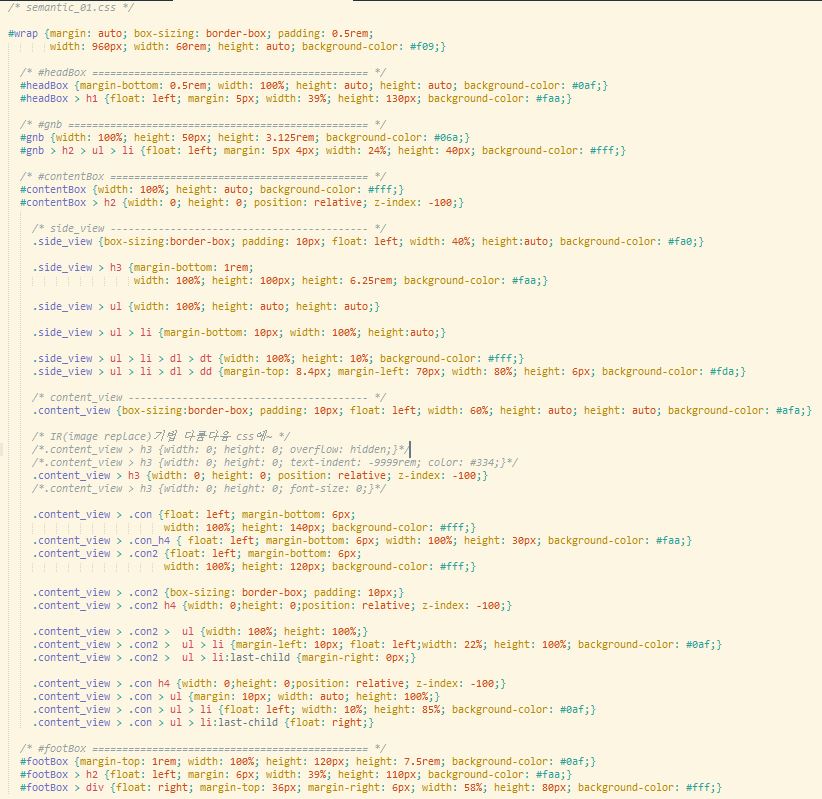 /* semantic_01.css */
#wrap {margin: auto; box-sizing: border-box; padding: 0.5rem;
width: 960px; width: 60rem; height: auto; background-color: #f09;}
/* #headBox ============================================== */
#headBox {margin-bottom: 0.5rem; width: 100%; height: auto; height: auto; background-color: #0af;}
#headBox > h1 {float: left; margin: 5px; width: 39%; height: 130px; background-color: #faa;}
/* #gnb ================================================== */
#gnb {width: 100%; height: 50px; height: 3.125rem; background-color: #06a;}
#gnb > h2 > ul > li {float: left; margin: 5px 4px; width: 24%; height: 40px; background-color: #fff;}
/* #contentBox =========================================== */
#contentBox {width: 100%; height: auto; background-color: #fff;}
#contentBox > h2 {width: 0; height: 0; position: relative; z-index: -100;}
/* side_view ------------------------------------------- */
.side_view {box-sizing:border-box; padding: 10px; float: left; width: 40%; height:auto; background-color: #fa0;}
.side_view > h3 {margin-bottom: 1rem;
width: 100%; height: 100px; height: 6.25rem; background-color: #faa;}
.side_view > ul {width: 100%; height: auto; height: auto;}
.side_view > ul > li {margin-bottom: 10px; width: 100%; height:auto;}
.side_view > ul > li > dl > dt {width: 100%; height: 10%; background-color: #fff;}
.side_view > ul > li > dl > dd {margin-top: 8.4px; margin-left: 70px; width: 80%; height: 6px; background-color: #fda;}
/* content_view ---------------------------------------- */
.content_view {box-sizing:border-box; padding: 10px; float: left; width: 60%; height: auto; height: auto; background-color: #afa;}
/* IR(image replace)기법 다음다음 css에~ */
/*.content_view > h3 {width: 0; height: 0; overflow: hidden;}*/
/*.content_view > h3 {width: 0; height: 0; text-indent: -9999rem; color: #334;}*/
.content_view > h3 {width: 0; height: 0; position: relative; z-index: -100;}
/*.content_view > h3 {width: 0; height: 0; font-size: 0;}*/
.content_view > .con {float: left; margin-bottom: 6px;
width: 100%; height: 140px; background-color: #fff;}
.content_view > .con_h4 { float: left; margin-bottom: 6px; width: 100%; height: 30px; background-color: #faa;}
.content_view > .con2 {float: left; margin-bottom: 6px;
width: 100%; height: 120px; background-color: #fff;}
.content_view > .con2 {box-sizing: border-box; padding: 10px;}
.content_view > .con2 h4 {width: 0;height: 0;position: relative; z-index: -100;}
.content_view > .con2 >  ul {width: 100%; height: 100%;}
.content_view > .con2 >  ul > li {margin-left: 10px; float: left;width: 22%; height: 100%; background-color: #0af;}
.content_view > .con2 >  ul > li:last-child {margin-right: 0px;}
.content_view > .con h4 {width: 0;height: 0;position: relative; z-index: -100;}
.content_view > .con > ul {margin: 10px; width: auto; height: 100%;}
.content_view > .con > ul > li {float: left; width: 10%; height: 85%; background-color: #0af;}
.content_view > .con > ul > li:last-child {float: right;}
/* #footBox ============================================== */
#footBox {margin-top: 1rem; width: 100%; height: 120px; height: 7.5rem; background-color: #0af;}
#footBox > h2 {float: left; margin: 6px; width: 39%; height: 110px; background-color: #faa;}
#footBox > div {float: right; margin-top: 36px; margin-right: 6px; width: 58%; height: 80px; background-color: #fff;}